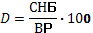 D = СНБ / ВР · 100